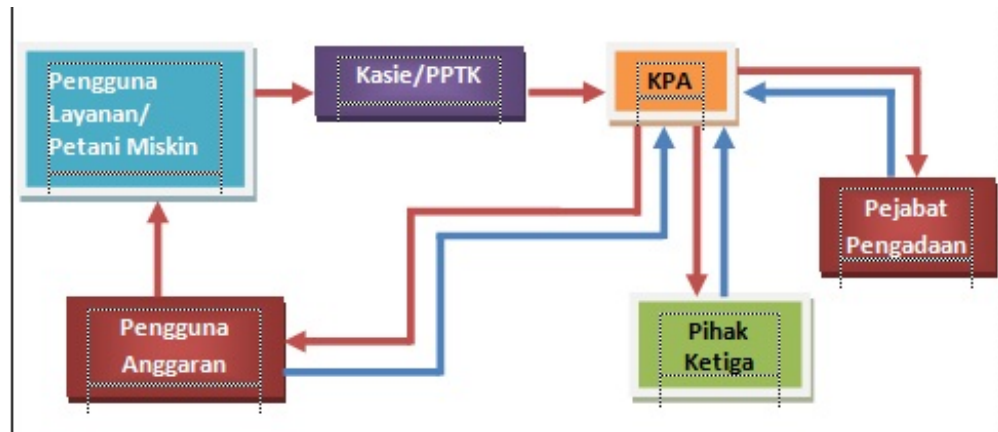 Pengguna
Layanan/
Petani Miskin
Kasie/PPTK
KPA
Pejabat
Pengadaan
Pengguna
Anggaran
Pihak
Ketiga